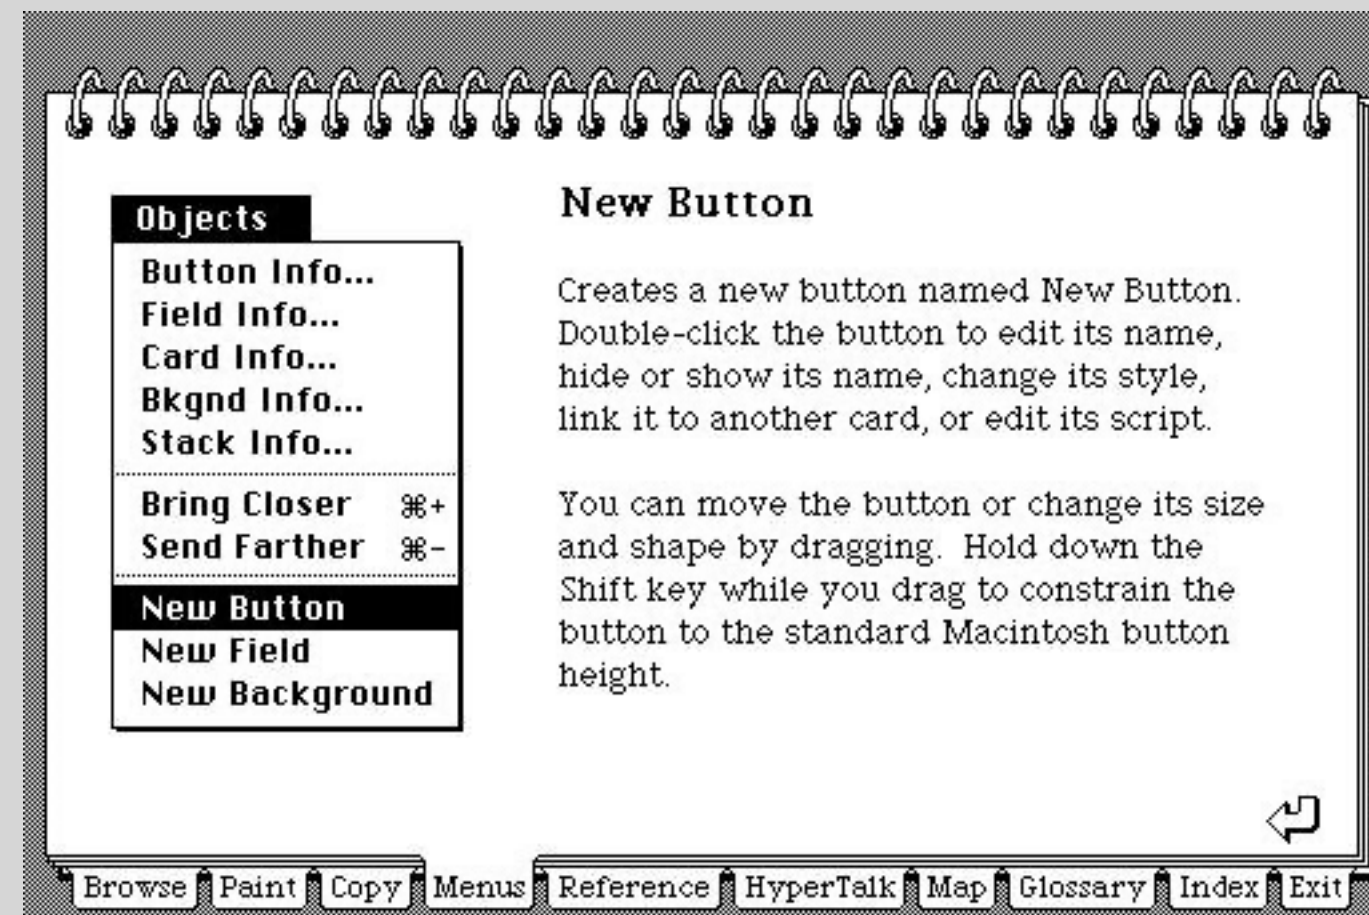 Objects
Button Info...
Field Info...
Card Info...
Bkgnd Info...
Stack Info...
Bring Closer ⌘+
Send Farther ⌘-
New Button
New Field
New Background
New Button
Creates a new button named New Button.
Double-click the button to edit its name,
hide or show its name, change its style,
link it to another card, or edit its script.
You can move the button or change its size
and shape by dragging. Hold down the
Shift key while you drag to constrain the
button to the standard Macintosh button
height.
Browse Paint Copy Menus Reference HyperTalk Map Glossary Index Exit